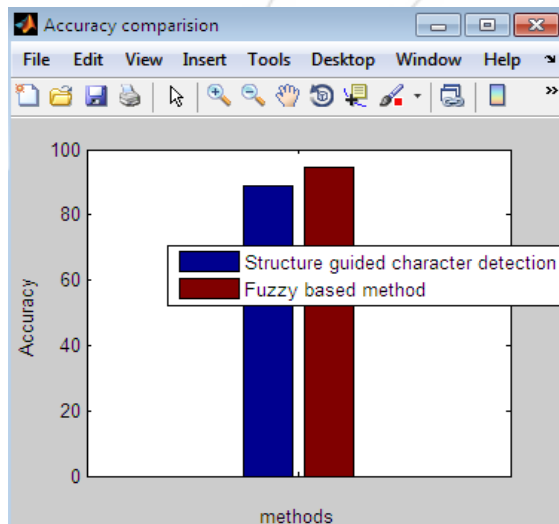 Accuracy comparision
File Edit View Insert Tools Desktop Window Help
100
80
60
40
20
0
Accuracy
Structure guided character detection
Fuzzy based method
methods